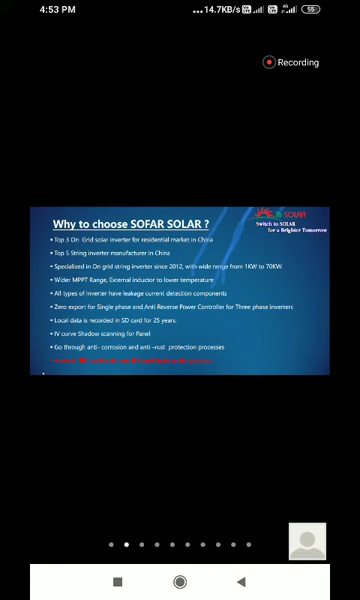 4:53 PM
...14.7KB/s
55
Recording
SOLAR
Switch to SOLAR
for a Brighter Tomorrow
Why to choose SOFAR SOLAR ?
• Top 3 On Grid solar inverter for residential market in China
• Top 5 String inverter manufacturer in China
• Specialized in On grid string inverter since 2012, with wide range from 1KW to 70KW.
• Wider MPPT Range, External inductor to lower temperature
• All types of Inverter have leakage current detection components
• Zero export for Single phase and Anti Reverse Power Controller for Three phase inverters
• Local data is recorded in SD card for 25 years.
• IV curve Shadow scanning for Panel
• Go through anti- corrosion and anti -rust protection processes